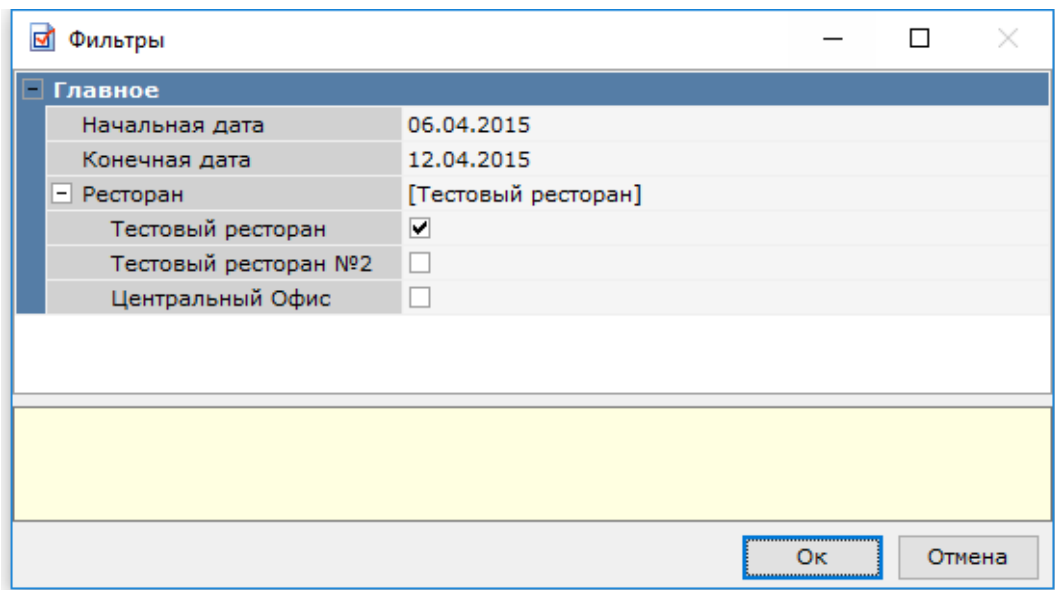 Фильтры
Главное
Начальная дата 06.04.2015
Конечная дата 12.04.2015
Ресторан [Тестовый ресторан]
Тестовый ресторан
Тестовый ресторан №2
Центральный Офис
Ок Отмена